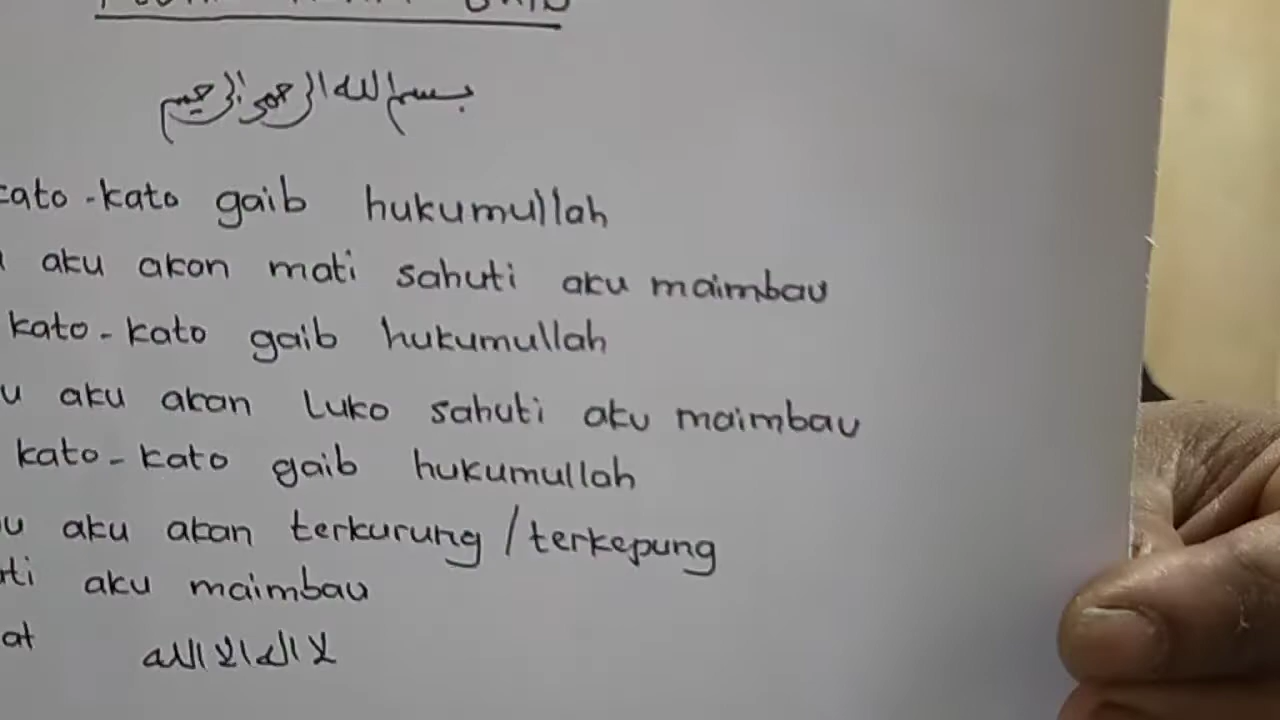 بسم الله الرحمن الرحيم
kato-kato gaib hukumullah
aku akan mati sahuti aku maimbau
kato-kato gaib hukumullah
aku akan luko sahuti aku maimbau
kato-kato gaib hukumullah
aku akan terkurung / terkepung
aku maimbau
لا اله الا الله